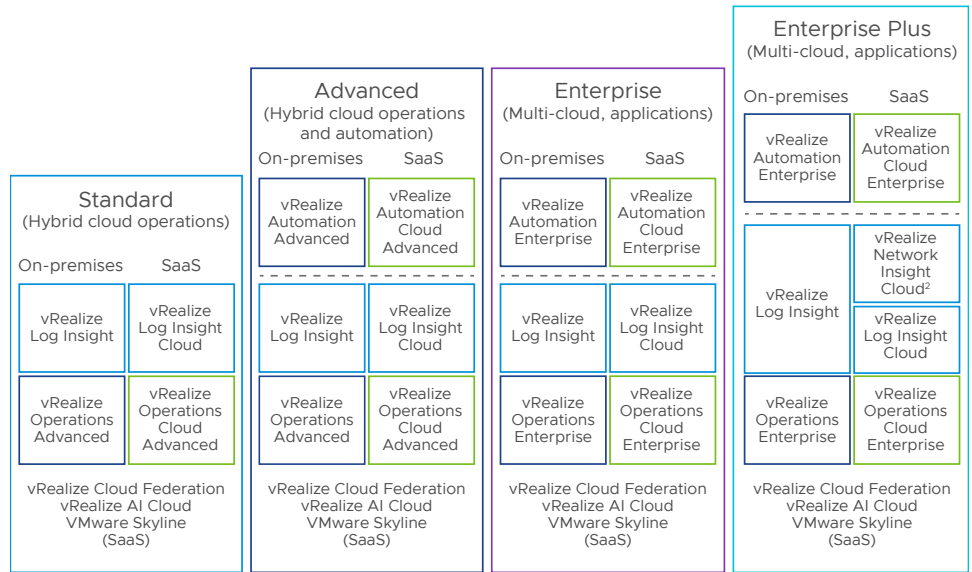 Standard
(Hybrid cloud operations)
On-premises
SaaS
vRealize
Log Insight
vRealize
Log Insight
Cloud
vRealize
Operations
Advanced
vRealize
Operations
Cloud
Advanced
vRealize Cloud Federation
vRealize AI Cloud
VMware Skyline
(SaaS)
Advanced
(Hybrid cloud operations
and automation)
On-premises
SaaS
vRealize
Automation
Advanced
vRealize
Automation
Cloud
Advanced
vRealize
Log Insight
vRealize
Log Insight
Cloud
vRealize
Operations
Advanced
vRealize
Operations
Cloud
Advanced
vRealize Cloud Federation
vRealize AI Cloud
VMware Skyline
(SaaS)
Enterprise
(Multi-cloud, applications)
On-premises
SaaS
vRealize
Automation
Enterprise
vRealize
Automation
Cloud
Enterprise
vRealize
Log Insight
vRealize
Log Insight
Cloud
vRealize
Operations
Enterprise
vRealize
Operations
Cloud
Enterprise
vRealize Cloud Federation
vRealize AI Cloud
VMware Skyline
(SaaS)
Enterprise Plus
(Multi-cloud, applications)
On-premises
SaaS
vRealize
Automation
Enterprise
vRealize
Automation
Cloud
Enterprise
vRealize
Log Insight
vRealize
Network
Insight
Cloud²
vRealize
Log Insight
Cloud
vRealize
Operations
Enterprise
vRealize
Operations
Cloud
Enterprise
vRealize Cloud Federation
vRealize AI Cloud
VMware Skyline
(SaaS)